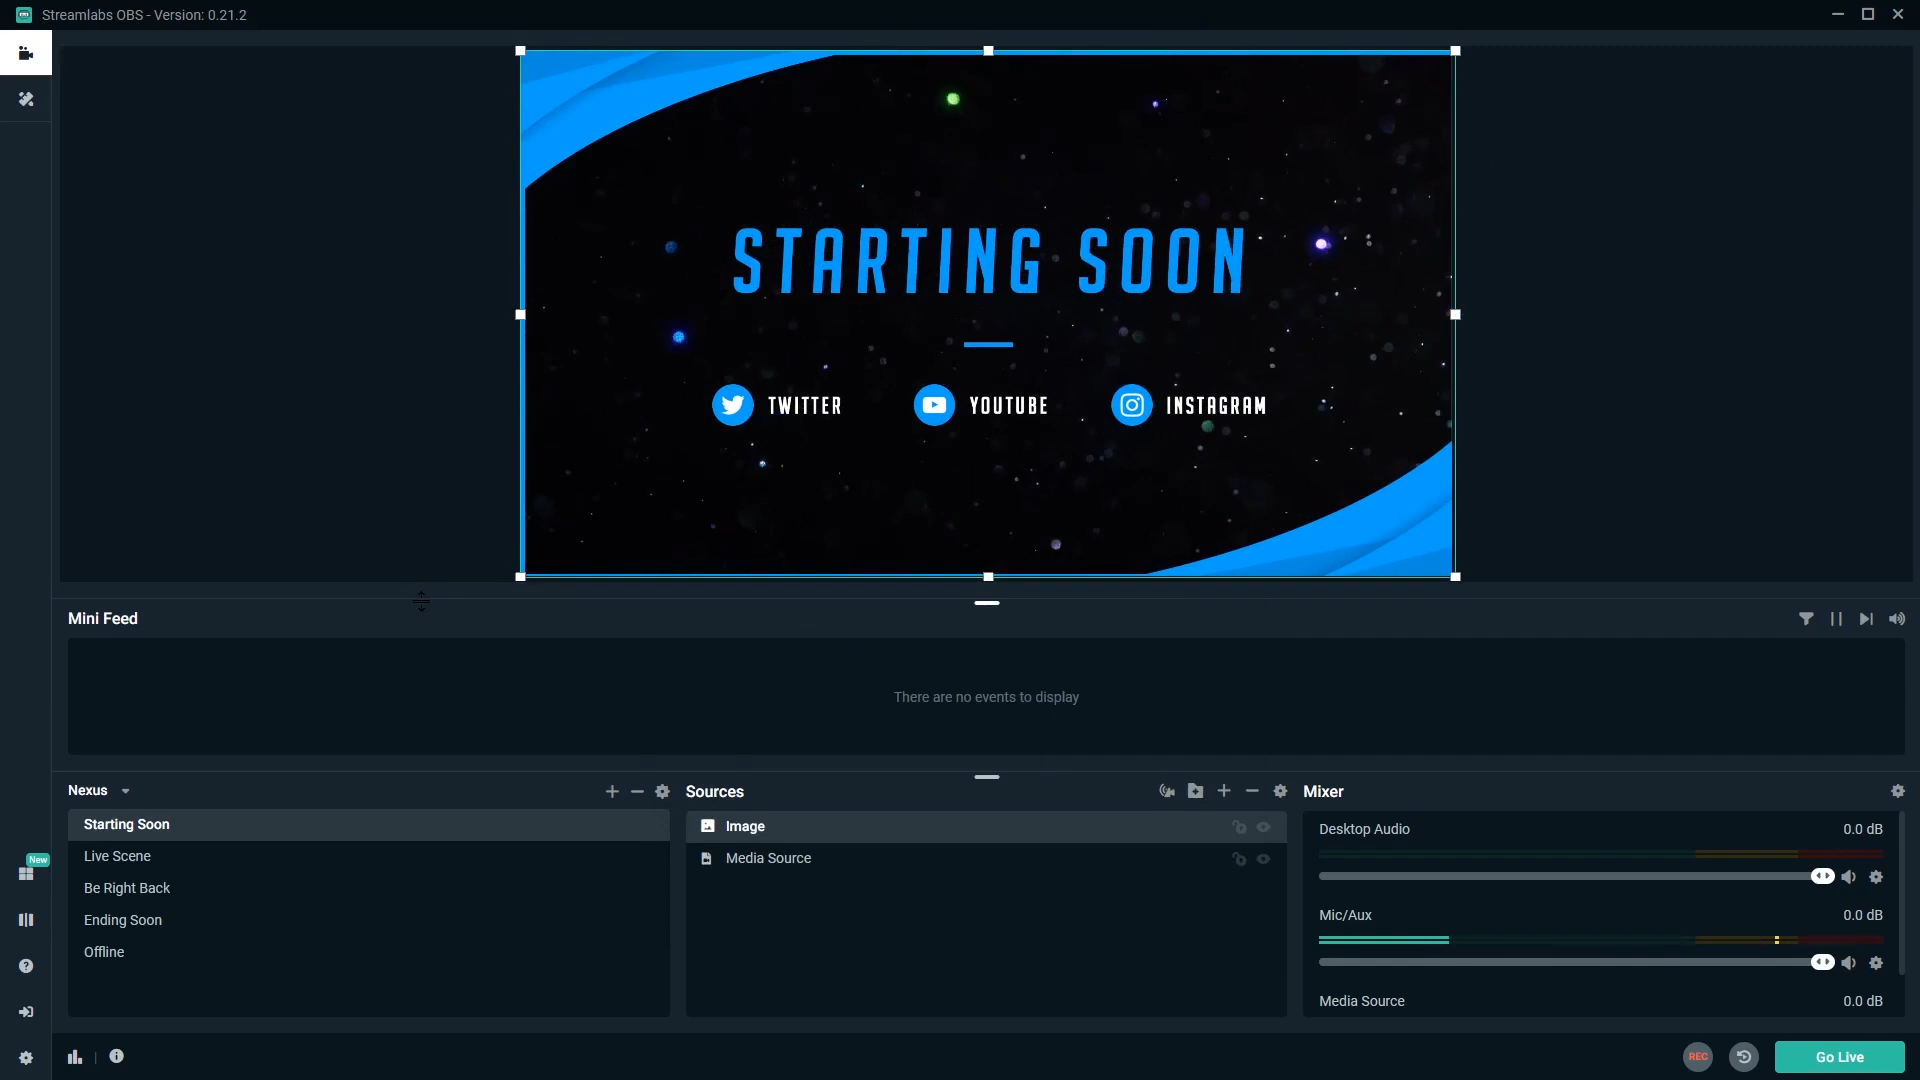 Streamlabs OBS - Version: 0.21.2
STARTING SOON
TWITTER YOUTUBE INSTAGRAM
Mini Feed
There are no events to display
Nexus
Starting Soon
Live Scene
Be Right Back
Ending Soon
Offline
Sources
Image
Media Source
Mixer
Desktop Audio 0.0 dB
Mic/Aux 0.0 dB
Media Source 0.0 dB
New
REC
Go Live